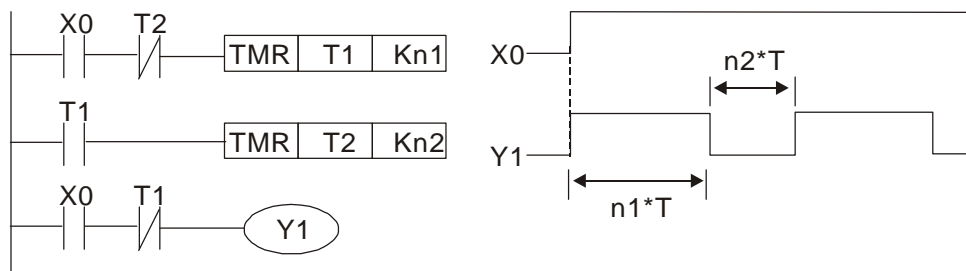 X0 T2
TMR T1 Kn1
T1
TMR T2 Kn2
X0 T1
Y1
X0
n2*T
Y1
n1*T